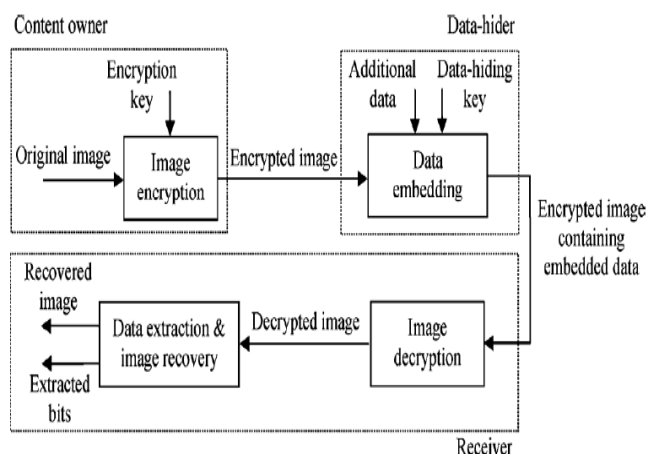 Content owner
Data-hider
Encryption
key
Additional
data
Data-hiding
key
Original image
Image
encryption
Encrypted image
Data
embedding
Encrypted image
containing
embedded data
Recovered
image
Extracted
bits
Data extraction &
image recovery
Decrypted image
Image
decryption
Receiver